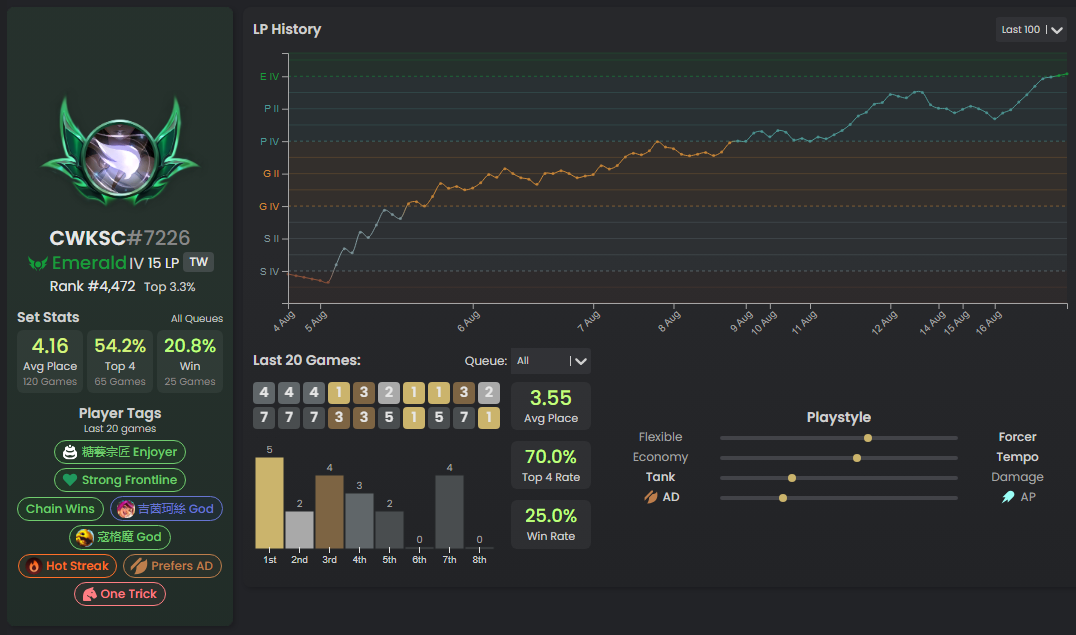 CWKSC#7226
Emerald IV 15 LP TW
Rank #4,472 Top 3.3%
Set Stats All Queues
4.16 54.2% 20.8%
Avg Place Top 4 Win
120 Games 65 Games 25 Games
Player Tags
Last 20 games
糖藝宗匠 Enjoyer
Strong Frontline
Chain Wins 吉茵珂絲 God
寇格魔 God
Hot Streak Prefers AD
One Trick
LP History Last 100
E IV
P II
P IV
G II
G IV
S II
S IV
4 Aug 5 Aug 6 Aug 7 Aug 8 Aug 9 Aug 10 Aug 11 Aug 12 Aug 14 Aug 15 Aug 16 Aug
Last 20 Games: Queue: All
4 4 4 1 3 2 1 1 3 2
7 7 7 3 3 5 1 5 7 1
3.55
Avg Place
70.0%
Top 4 Rate
25.0%
Win Rate
5 2 4 3 2 0 4 0
1st 2nd 3rd 4th 5th 6th 7th 8th
Playstyle
Flexible Forcer
Economy Tempo
Tank Damage
AD AP